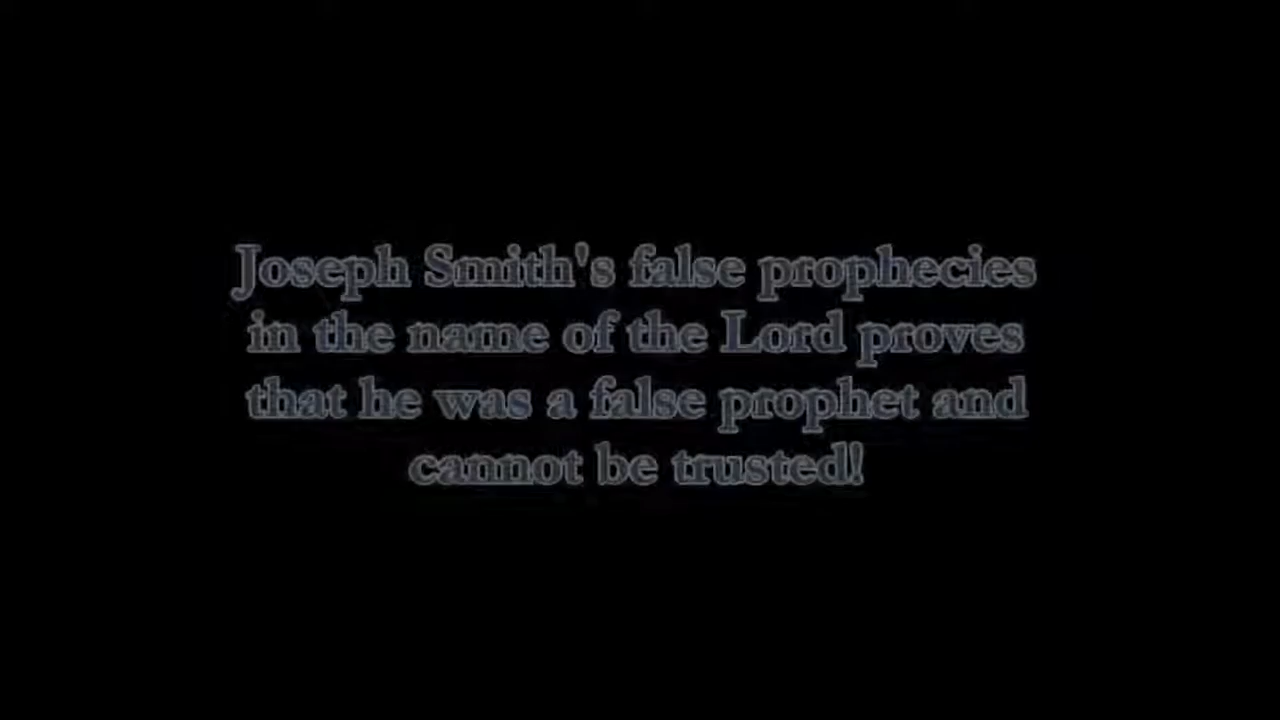 Joseph Smith's false prophecies
in the name of the Lord proves
that he was a false prophet and
cannot be trusted!